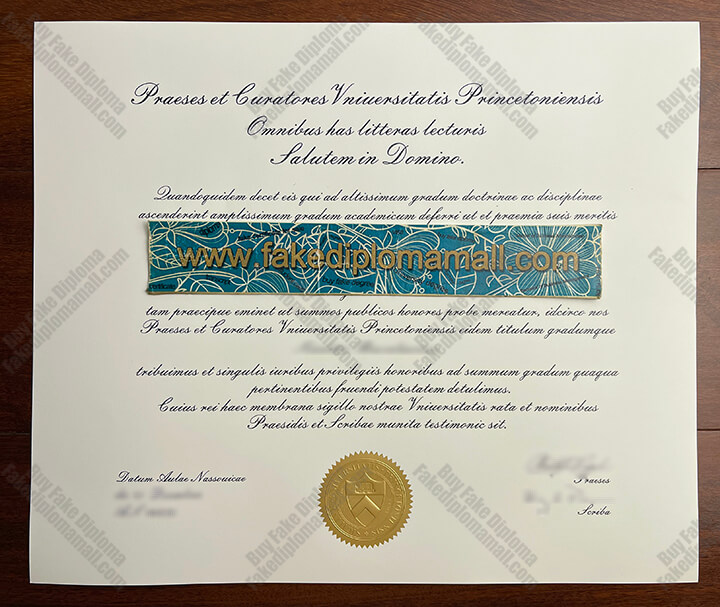 Praeses et Curatores Vniuersitatis Princetoniensis
Omnibus has litteras lecturis
Salutem in Domino.
Quandoquidem decet eis qui ad altissimum gradum doctrinae ac disciplinae
ascenderint amplissimum gradum academicum deferri ut et praemia suis meritis
www.fakediplomamall.com
tam praecipue eminet ut summos publicos honores probe mereatur, idcirco nos
Praeses et Curatores Vniuersitatis Princetoniensis eidem titulum gradumque
tribuimus et singulis iuribus privilegiis honoribus ad summum gradum quaqua
pertinentibus fruendi potestatem detulimus.
Cuius rei haec membrana sigillo nostrae Vniuersitatis rata et nominibus
Praesidis et Scribae munita testimonio sit.
Datum Aulae Nassouicae
Praeses
Scriba
Buy Fake Diploma
Fakediplomamall.com